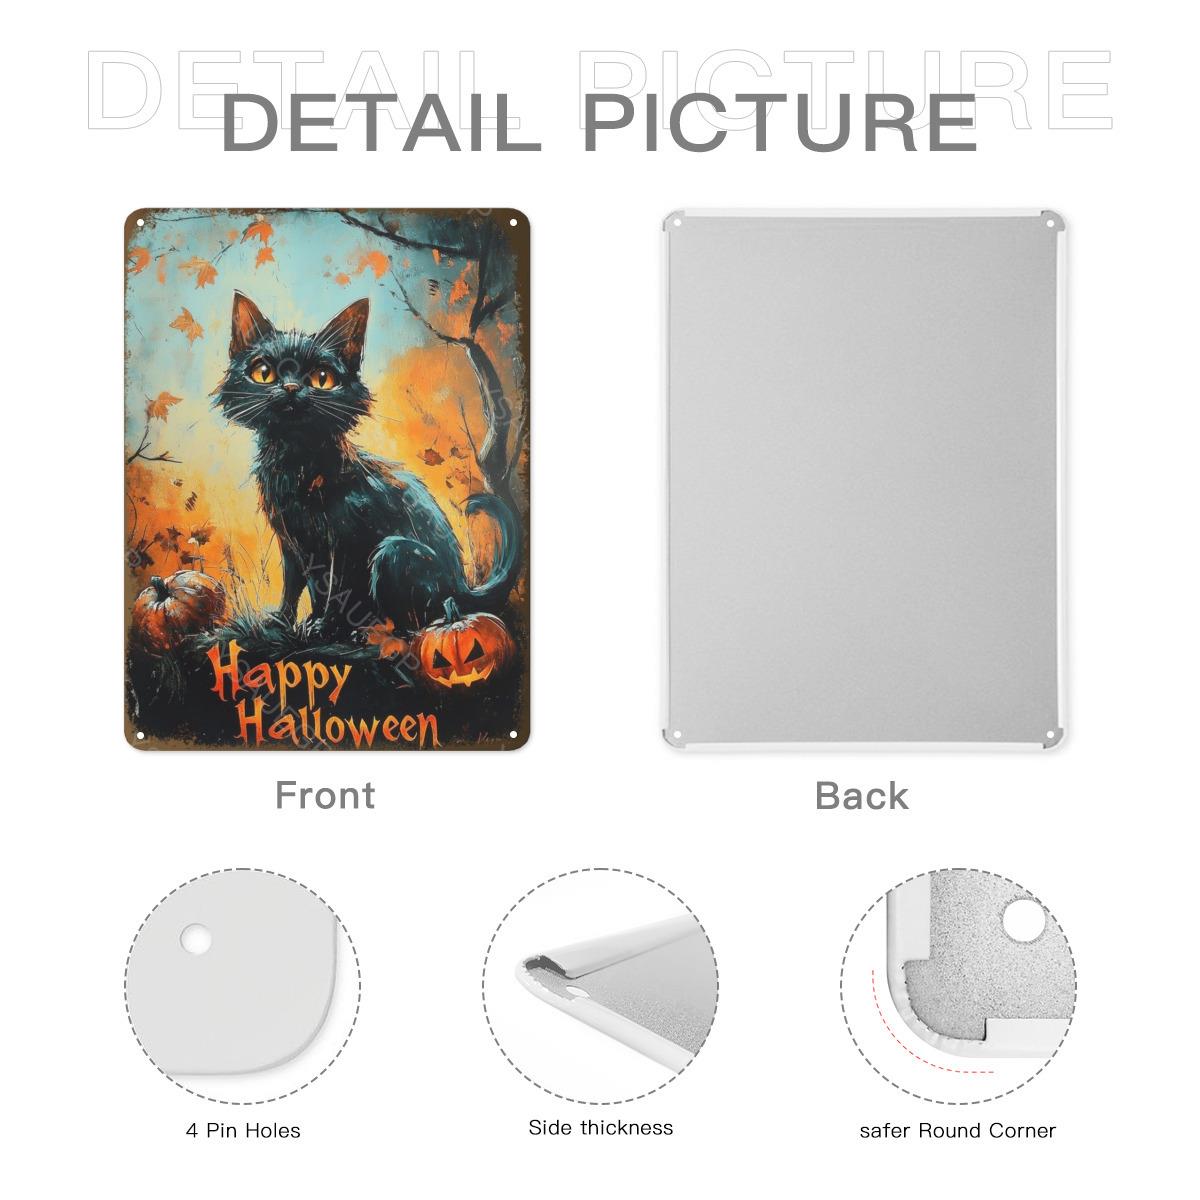 DETAIL PICTURE
DETAIL PICTURE
Happy
Halloween
Front
Back
4 Pin Holes
Side thickness
safer Round Corner